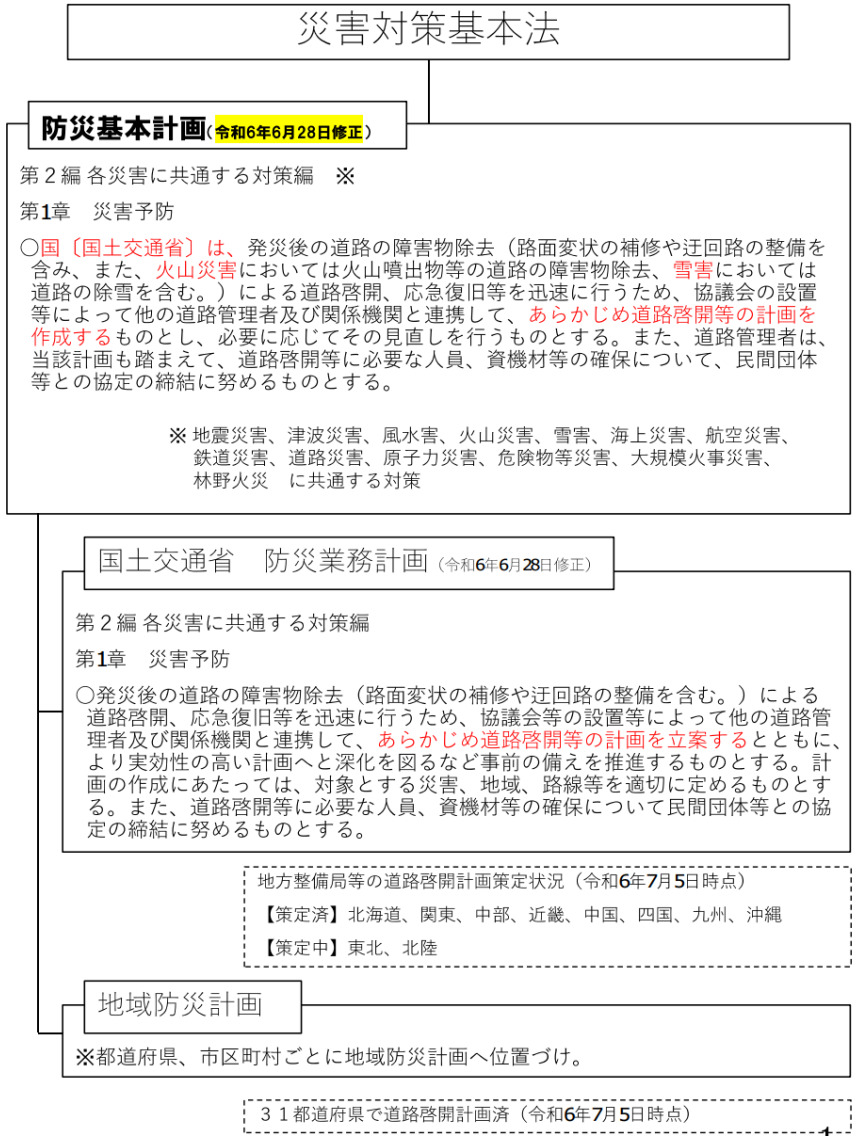 災害対策基本法
防災基本計画(令和6年6月28日修正)
第2編 各災害に共通する対策編　※
第1章　災害予防
○国〔国土交通省〕は、発災後の道路の障害物除去（路面変状の補修や迂回路の整備を
含み、また、火山災害においては火山噴出物等の道路の障害物除去、雪害においては
道路の除雪を含む。）による道路啓開、応急復旧等を迅速に行うため、協議会の設置
等によって他の道路管理者及び関係機関と連携して、あらかじめ道路啓開等の計画を
作成するものとし、必要に応じてその見直しを行うものとする。また、道路管理者は、
当該計画も踏まえて、道路啓開等に必要な人員、資機材等の確保について、民間団体
等との協定の締結に努めるものとする。
※ 地震災害、津波災害、風水害、火山災害、雪害、海上災害、航空災害、
鉄道災害、道路災害、原子力災害、危険物等災害、大規模火事災害、
林野火災　に共通する対策
国土交通省　防災業務計画（令和6年6月28日修正）
第2編 各災害に共通する対策編
第1章　災害予防
○発災後の道路の障害物除去（路面変状の補修や迂回路の整備を含む。）による
道路啓開、応急復旧等を迅速に行うため、協議会等の設置等によって他の道路管
理者及び関係機関と連携して、あらかじめ道路啓開等の計画を立案するとともに、
より実効性の高い計画へと深化を図るなど事前の備えを推進するものとする。計
画の作成にあたっては、対象とする災害、地域、路線等を適切に定めるものとす
る。また、道路啓開等に必要な人員、資機材等の確保について民間団体等との協
定の締結に努めるものとする。
地方整備局等の道路啓開計画策定状況（令和6年7月5日時点）
【策定済】北海道、関東、中部、近畿、中国、四国、九州、沖縄
【策定中】東北、北陸
地域防災計画
※都道府県、市区町村ごとに地域防災計画へ位置づけ。
３１都道府県で道路啓開計画済（令和6年7月5日時点）
1